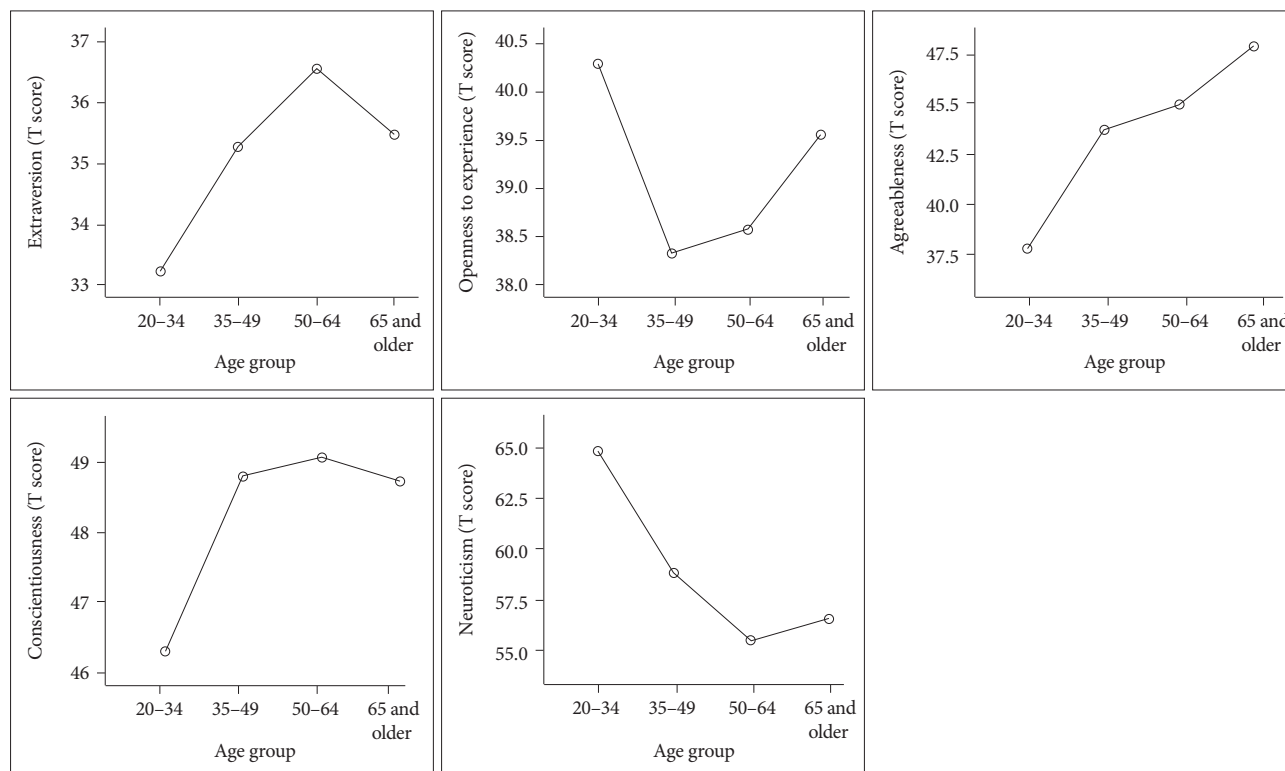 Extraversion (T score)
37
36
35
34
33
20–34
35–49
50–64
65 and
older
Age group
Openness to experience (T score)
40.5
40.0
39.5
39.0
38.5
38.0
20–34
35–49
50–64
65 and
older
Age group
Agreeableness (T score)
47.5
45.5
42.5
40.0
37.5
20–34
35–49
50–64
65 and
older
Age group
Conscientiousness (T score)
49
48
47
46
20–34
35–49
50–64
65 and
older
Age group
Neuroticism (T score)
65.0
62.5
60.0
57.5
55.0
20–34
35–49
50–64
65 and
older
Age group